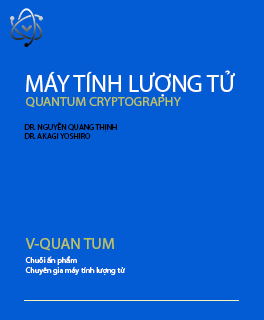 MÁY TÍNH LƯỢNG TỬ
QUANTUM CRYPTOGRAPHY
DR. NGUYỄN QUANG THỊNH
DR. AKAGI YOSHIRO
V-QUAN TUM
Chuỗi ấn phẩm
Chuyên gia máy tính lượng tử